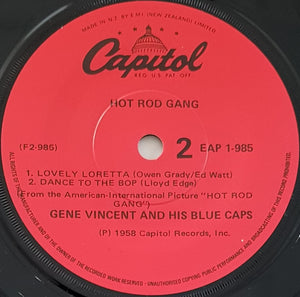 MADE IN N.Z. BY E M I (NEW ZEALAND) LIMITED
Capitol
REG. U.S. PAT. OFF.
HOT ROD GANG
(F2-985)
2
EAP 1-985
1. LOVELY LORETTA (Owen Grady/Ed Watt)
2. DANCE TO THE BOP (Lloyd Edge)
From the American-International Picture "HOT ROD
GANG")
GENE VINCENT AND HIS BLUE CAPS
(P) 1958 Capitol Records, Inc.
ALL RIGHTS OF THE MANUFACTURER AND OF THE OWNER OF THE RECORDED WORK RESERVED - UNAUTHORISED COPYING PUBLIC PERFORMANCE AND BROADCASTING OF THIS RECORD PROHIBITED